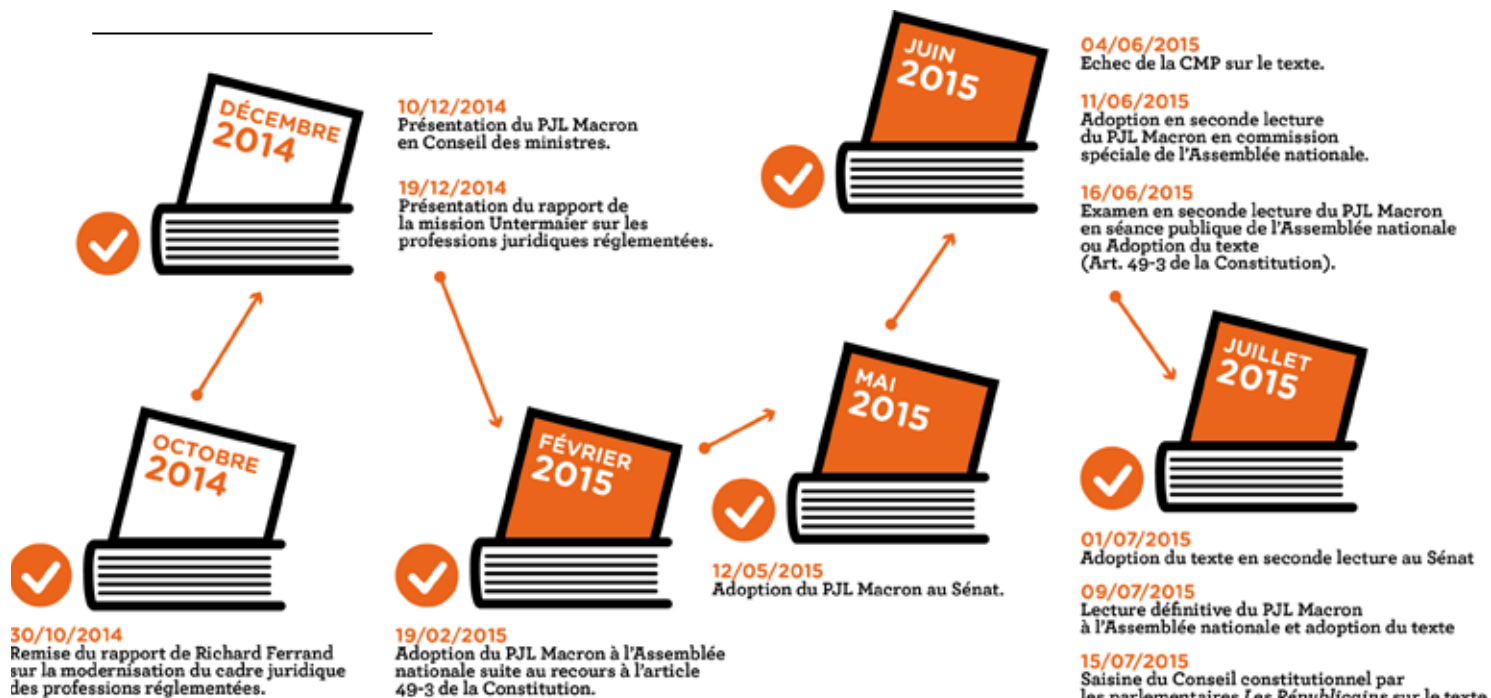 OCTOBRE
2014
30/10/2014
Remise du rapport de Richard Ferrand
sur la modernisation du cadre juridique
des professions réglementées.
DÉCEMBRE
2014
10/12/2014
Présentation du PJL Macron
en Conseil des ministres.
19/12/2014
Présentation du rapport de
la mission Untermaier sur les
professions juridiques réglementées.
FÉVRIER
2015
19/02/2015
Adoption du PJL Macron à l'Assemblée
nationale suite au recours à l'article
49-3 de la Constitution.
MAI
2015
12/05/2015
Adoption du PJL Macron au Sénat.
JUIN
2015
04/06/2015
Echec de la CMP sur le texte.
11/06/2015
Adoption en seconde lecture
du PJL Macron en commission
spéciale de l'Assemblée nationale.
16/06/2015
Examen en seconde lecture du PJL Macron
en séance publique de l'Assemblée nationale
ou Adoption du texte
(Art. 49-3 de la Constitution).
JUILLET
2015
01/07/2015
Adoption du texte en seconde lecture au Sénat
09/07/2015
Lecture définitive du PJL Macron
à l'Assemblée nationale et adoption du texte
15/07/2015
Saisine du Conseil constitutionnel par
les parlementaires Les Républicains sur le texte